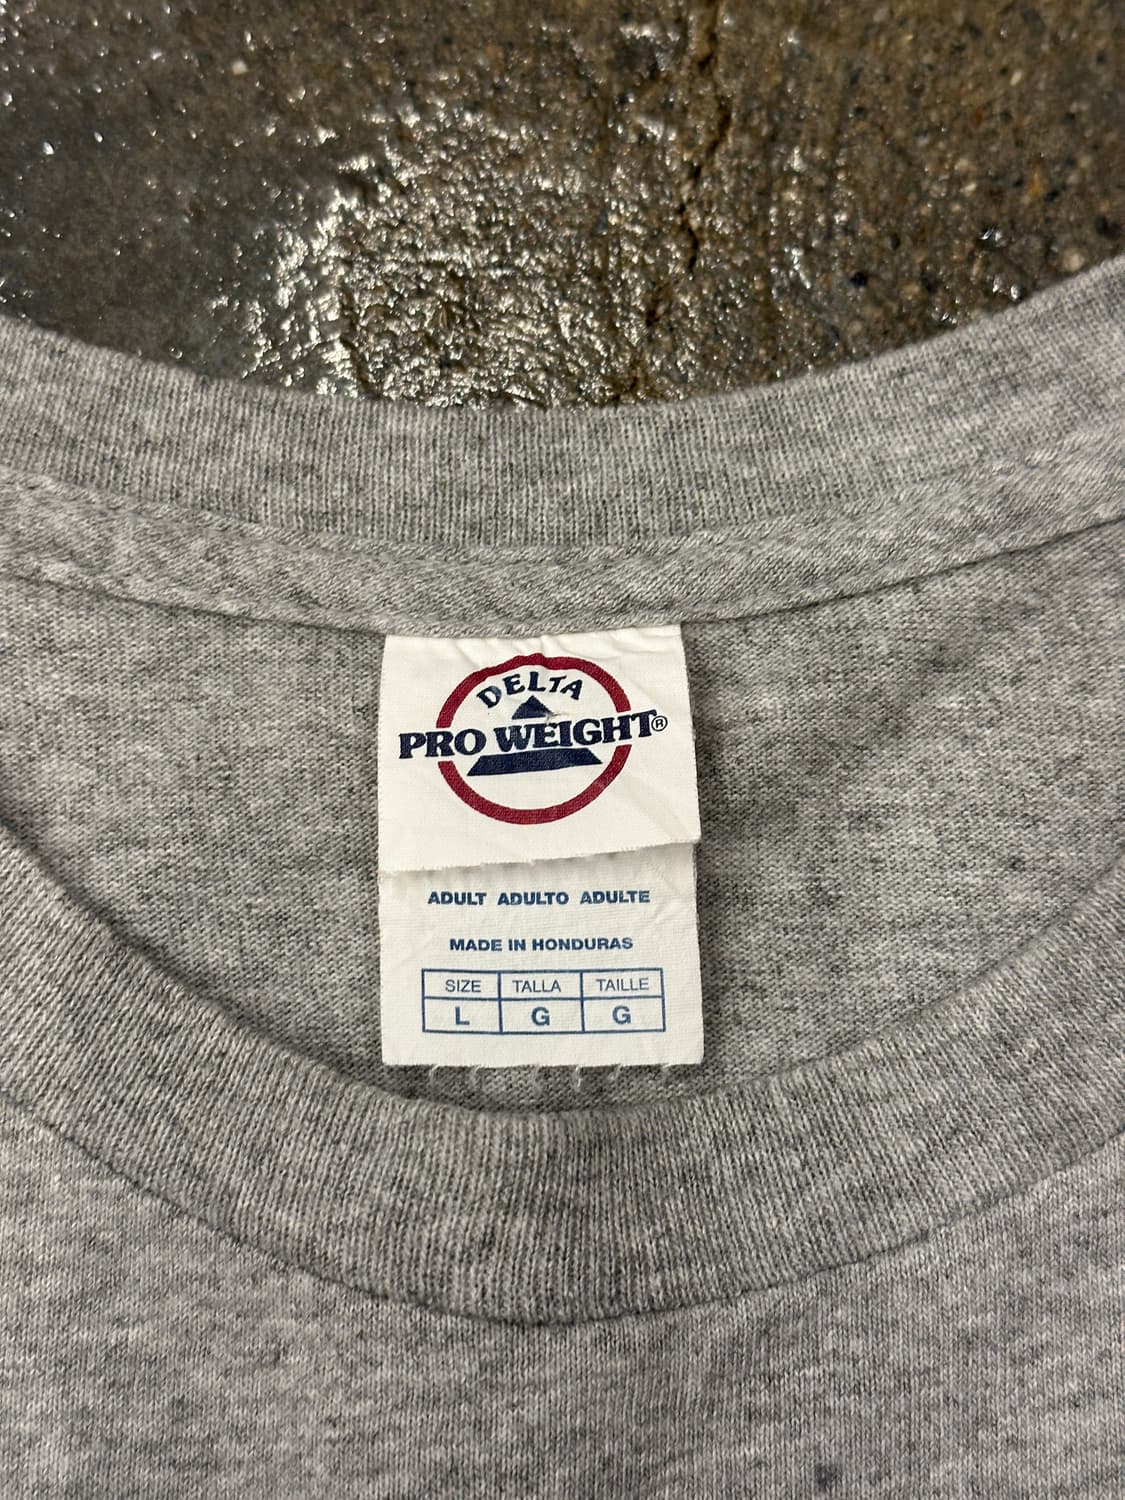 DELTA
PRO WEIGHT®
ADULT ADULTO ADULTE
MADE IN HONDURAS
SIZE TALLA TAILLE
L G G